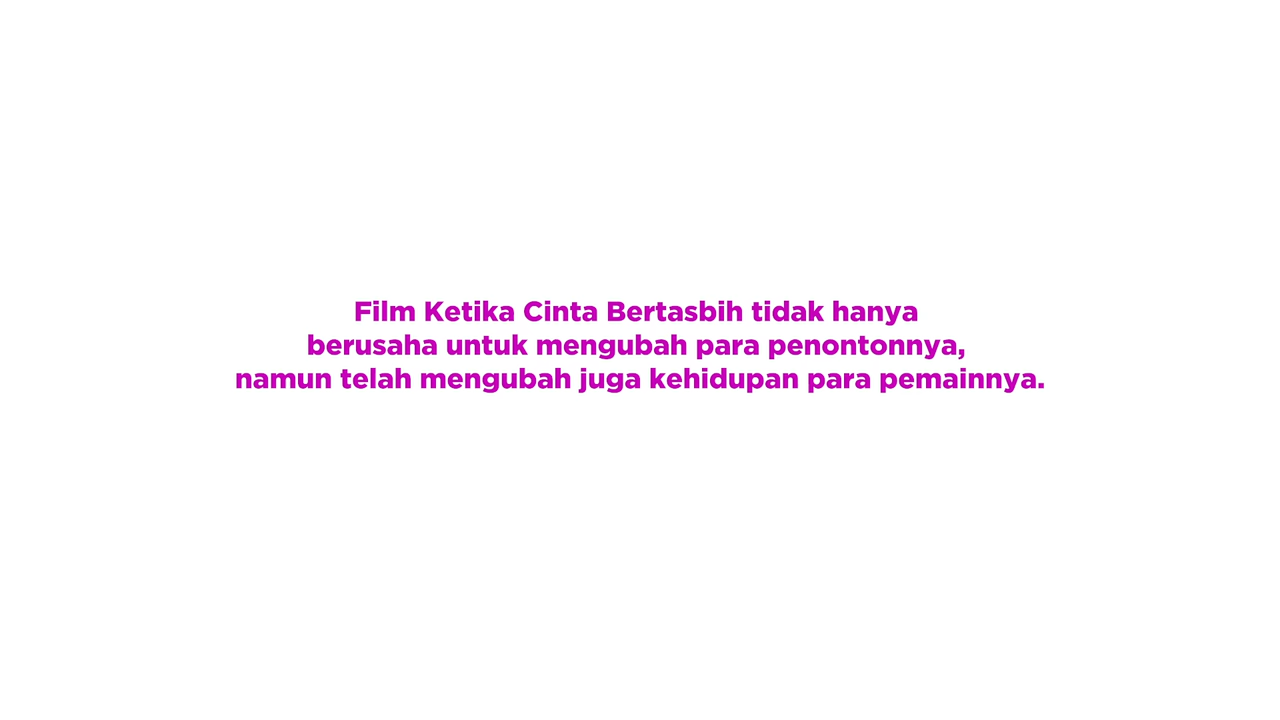 Film Ketika Cinta Bertasbih tidak hanya
berusaha untuk mengubah para penontonnya,
namun telah mengubah juga kehidupan para pemainnya.